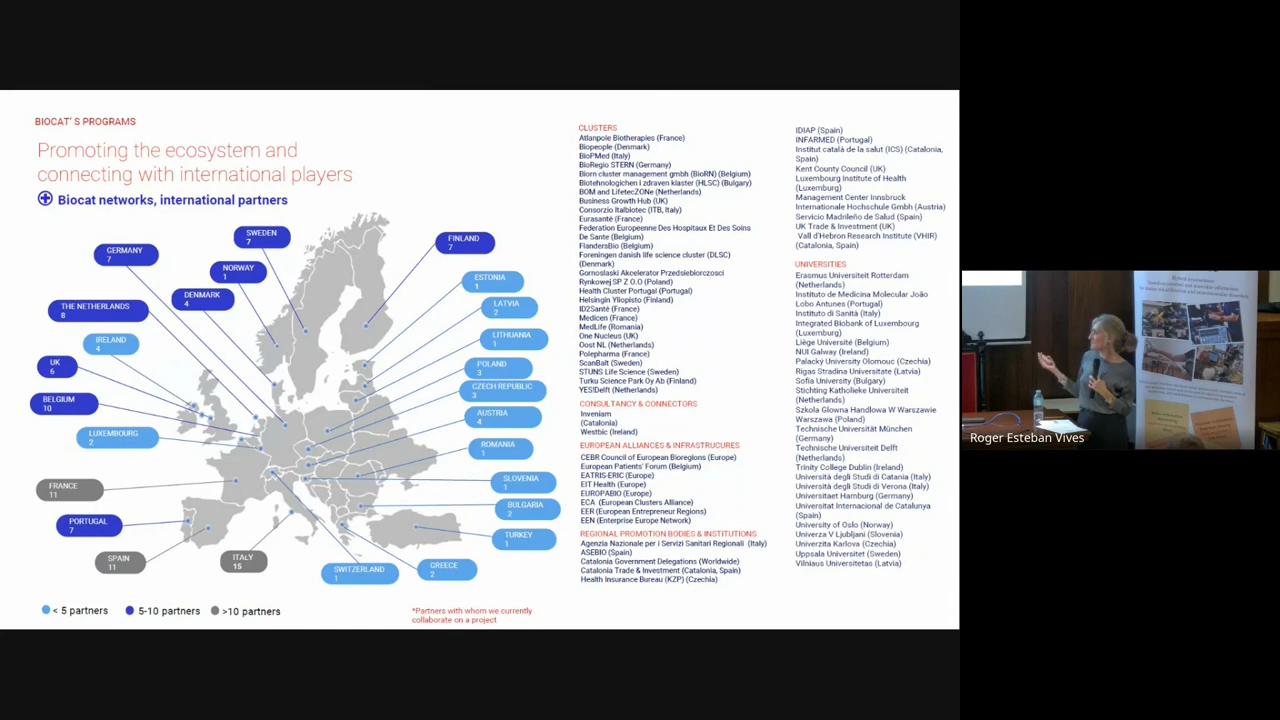 BIOCAT' S PROGRAMS
Promoting the ecosystem and
connecting with international players
Biocat networks, international partners
SWEDEN
7
FINLAND
7
GERMANY
7
NORWAY
1
ESTONIA
1
DENMARK
4
LATVIA
2
THE NETHERLANDS
8
LITHUANIA
1
IRELAND
4
UK
6
POLAND
3
CZECH REPUBLIC
3
BELGIUM
10
AUSTRIA
4
LUXEMBOURG
2
ROMANIA
1
FRANCE
11
SLOVENIA
1
BULGARIA
2
PORTUGAL
7
TURKEY
1
SPAIN
11
ITALY
15
SWITZERLAND
1
GREECE
2
< 5 partners
5-10 partners
>10 partners
*Partners with whom we currently
collaborate on a project
CLUSTERS
Atlanpole Biotherapies (France)
Biopeople (Denmark)
BioPMed (Italy)
BioRegio STERN (Germany)
Biorn cluster management gmbh (BioRN) (Belgium)
Biotehnologichen i zdraven klaster (HLSC) (Bulgary)
BOM and LifetecZONe (Netherlands)
Business Growth Hub (UK)
Consorzio Italbiotec (ITB, Italy)
Eurasanté (France)
Federation Europeenne Des Hospitaux Et Des Soins
De Sante (Belgium)
FlandersBio (Belgium)
Foreningen danish life science cluster (DLSC)
(Denmark)
Gornoslaski Akcelerator Przedsiebiorczosci
Rynkowej SP Z O.O (Poland)
Health Cluster Portugal (Portugal)
Helsingin Yliopisto (Finland)
ID2Santé (France)
Medicen (France)
MedLife (Romania)
One Nucleus (UK)
Oost NL (Netherlands)
Polepharma (France)
ScanBalt (Sweden)
STUNS Life Science (Sweden)
Turku Science Park Oy Ab (Finland)
YES!Delft (Netherlands)
CONSULTANCY & CONNECTORS
Inveniam
(Catalonia)
Westbic (Ireland)
EUROPEAN ALLIANCES & INFRASTRUCURES
CEBR Council of European Bioregions (Europe)
European Patients' Forum (Belgium)
EATRIS-ERIC (Europe)
EIT Health (Europe)
EUROPABIO (Europe)
ECA (European Clusters Alliance)
EER (European Entrepreneur Regions)
EEN (Enterprise Europe Network)
REGIONAL PROMOTION BODIES & INSTITUTIONS
Agenzia Nazionale per i Servizi Sanitari Regionali (Italy)
ASEBIO (Spain)
Catalonia Government Delegations (Worldwide)
Catalonia Trade & Investment (Catalonia, Spain)
Health Insurance Bureau (KZP) (Czechia)
IDIAP (Spain)
INFARMED (Portugal)
Institut català de la salut (ICS) (Catalonia,
Spain)
Kent County Council (UK)
Luxembourg Institute of Health
(Luxemburg)
Management Center Innsbruck
Internationale Hochschule Gmbh (Austria)
Servicio Madrileño de Salud (Spain)
UK Trade & Investment (UK)
Vall d'Hebron Research Institute (VHIR)
(Catalonia, Spain)
UNIVERSITIES
Erasmus Universiteit Rotterdam
(Netherlands)
Instituto de Medicina Molecular João
Lobo Antunes (Portugal)
Instituto di Sanità (Italy)
Integrated Biobank of Luxembourg
(Luxemburg)
Liège Université (Belgium)
NUI Galway (Ireland)
Palacký University Olomouc (Czechia)
Rigas Stradina Universitate (Latvia)
Sofia University (Bulgary)
Stichting Katholieke Universiteit
(Netherlands)
Szkola Glowna Handlowa W Warszawie
Warszawa (Poland)
Technische Universität München
(Germany)
Technische Universiteit Delft
(Netherlands)
Trinity College Dublin (Ireland)
Università degli Studi di Catania (Italy)
Università degli Studi di Verona (Italy)
Universitaet Hamburg (Germany)
Universitat Internacional de Catalunya
(Spain)
University of Oslo (Norway)
Univerza V Ljubljani (Slovenia)
Univerzita Karlova (Czechia)
Uppsala Universitet (Sweden)
Vilniaus Universitetas (Latvia)
Roger Esteban Vives